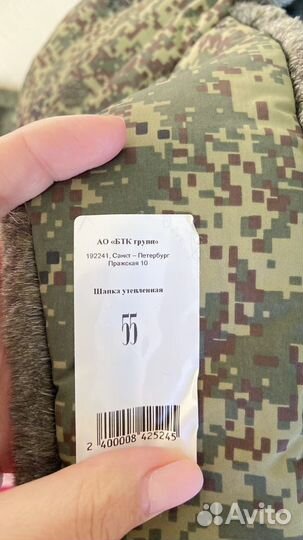 АО «БТК групп»
192241, Санкт – Петербург
Пражская 10
Шапка утепленная
55
2 400008 425245
Avito